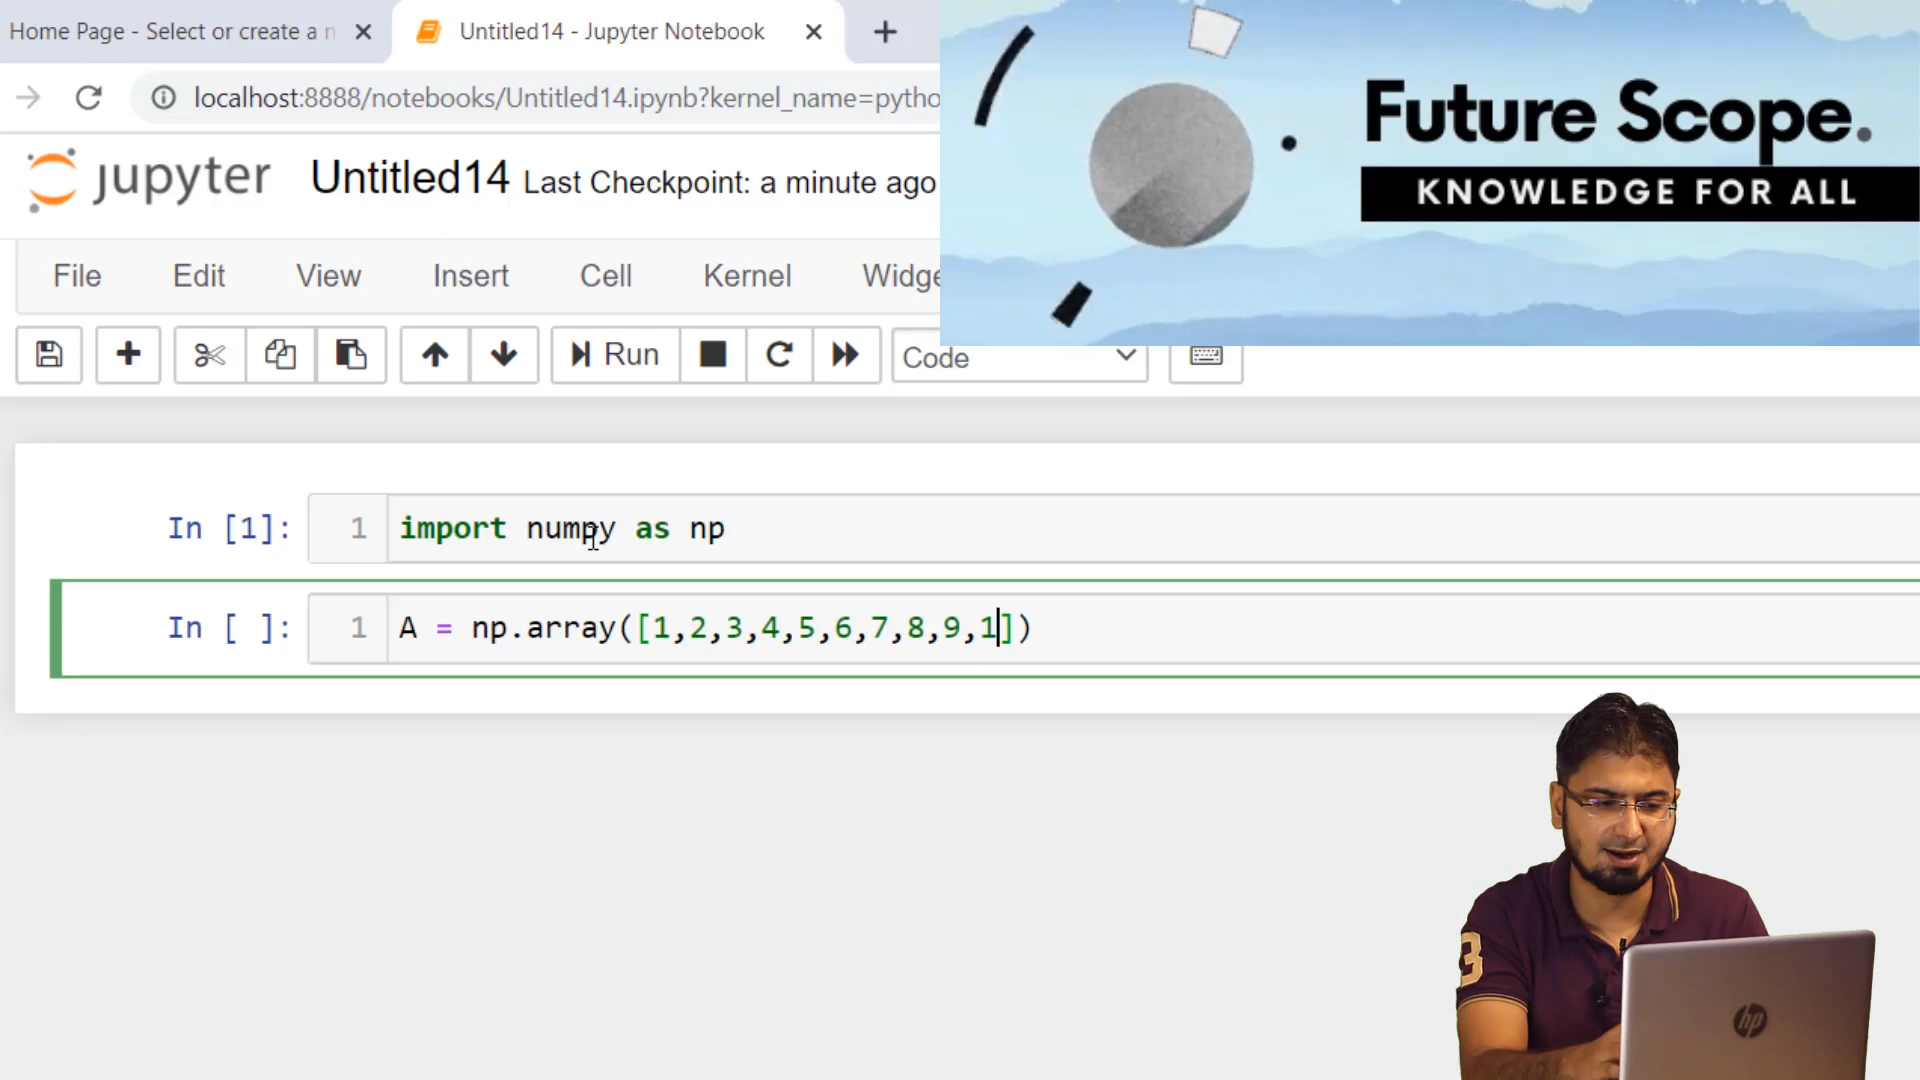 Home Page - Select or create a n
Untitled14 - Jupyter Notebook
localhost:8888/notebooks/Untitled14.ipynb?kernel_name=pytho
Future Scope.
KNOWLEDGE FOR ALL
jupyter Untitled14 Last Checkpoint: a minute ago
File Edit View Insert Cell Kernel Widge
Run Code
In [1]: 1 import numpy as np
In [ ]: 1 A = np.array([1,2,3,4,5,6,7,8,9,1])
3
hp